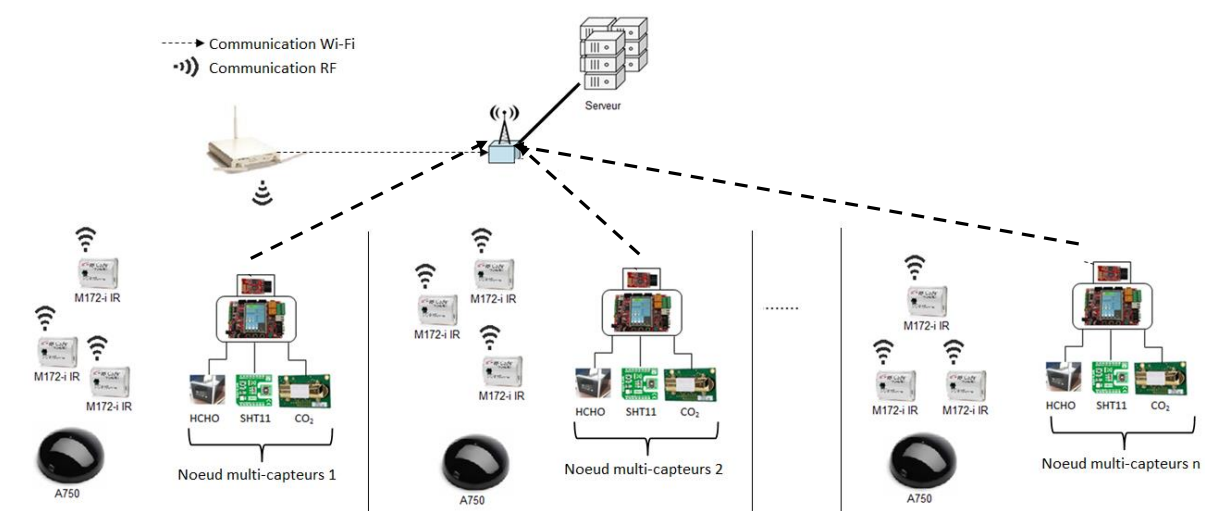 Communication Wi-Fi
Communication RF
Serveur
M172-i IR
M172-i IR
M172-i IR
A750
HCHO
SHT11
CO₂
Noeud multi-capteurs 1
M172-i IR
M172-i IR
M172-i IR
A750
HCHO
SHT11
CO₂
Noeud multi-capteurs 2
........
M172-i IR
M172-i IR
M172-i IR
A750
HCHO
SHT11
CO₂
Noeud multi-capteurs n